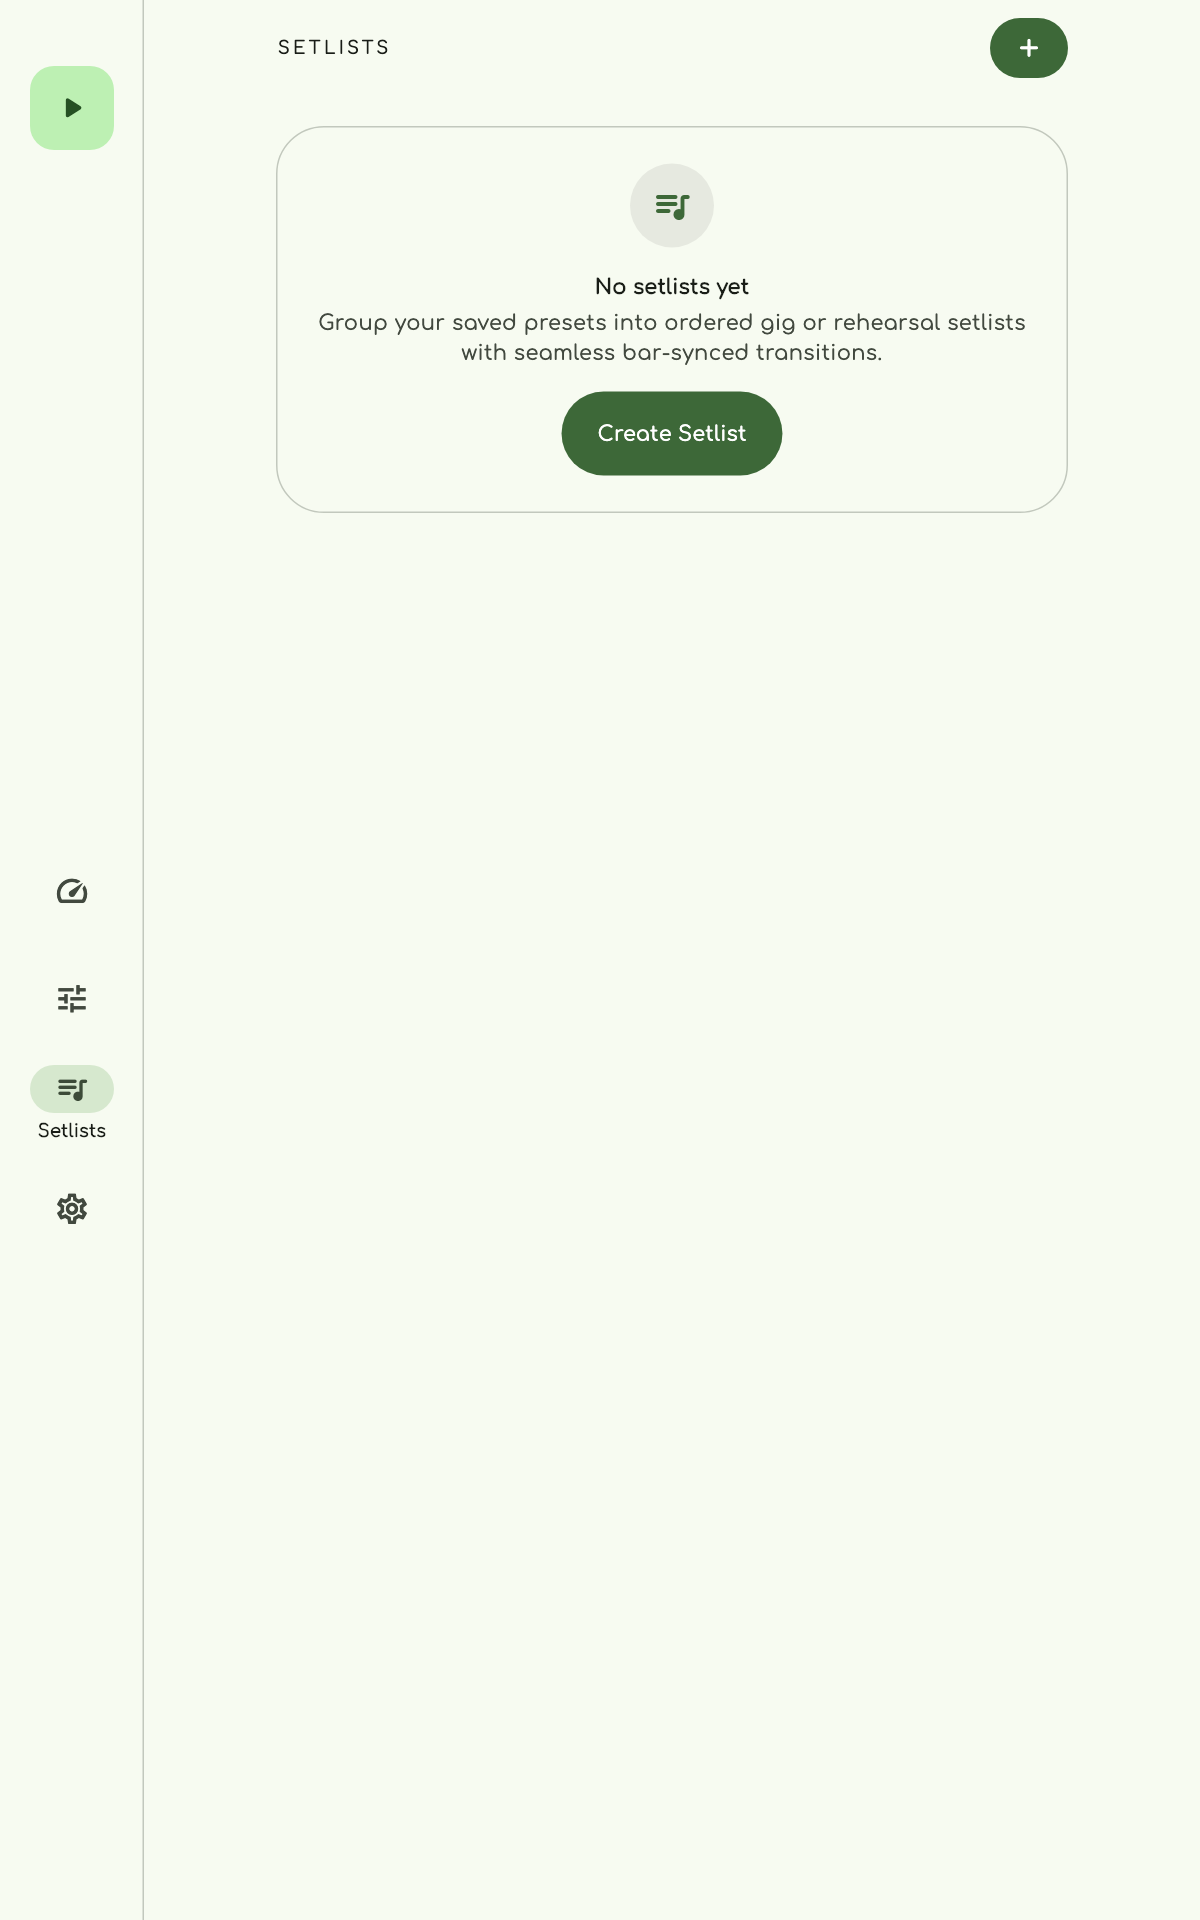 SETLISTS
No setlists yet
Group your saved presets into ordered gig or rehearsal setlists
with seamless bar-synced transitions.
Create Setlist
Setlists